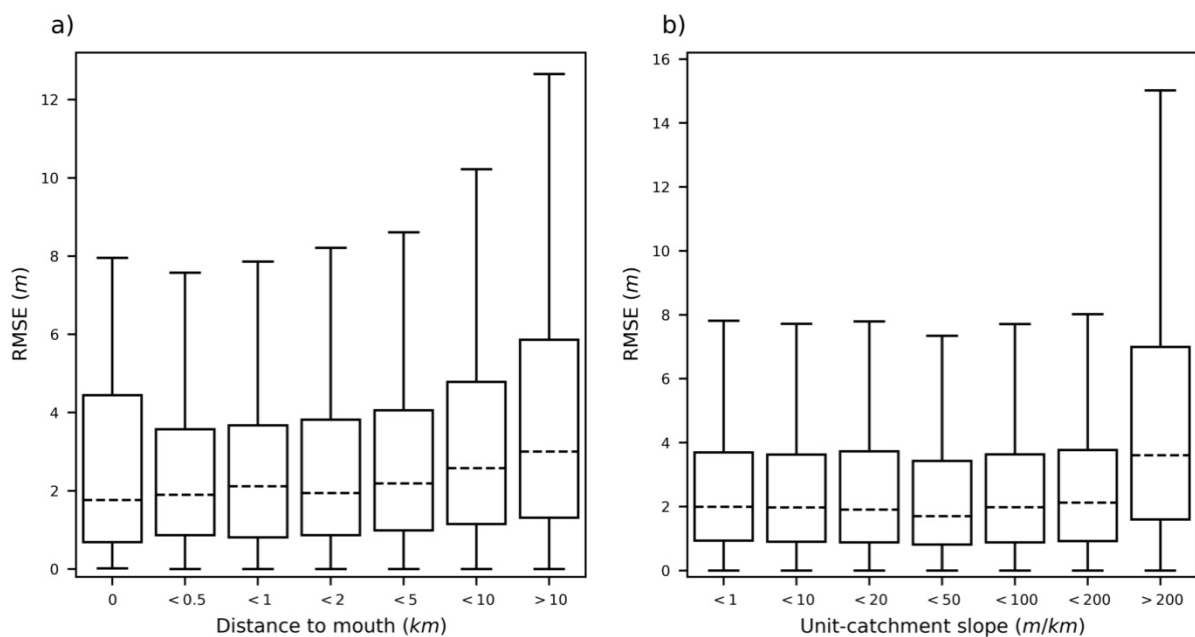 a)
RMSE (m)
12
10
8
6
4
2
0
0 <0.5 <1 <2 <5 <10 >10
Distance to mouth (km)
b)
RMSE (m)
16
14
12
10
8
6
4
2
0
<1 <10 <20 <50 <100 <200 >200
Unit-catchment slope (m/km)